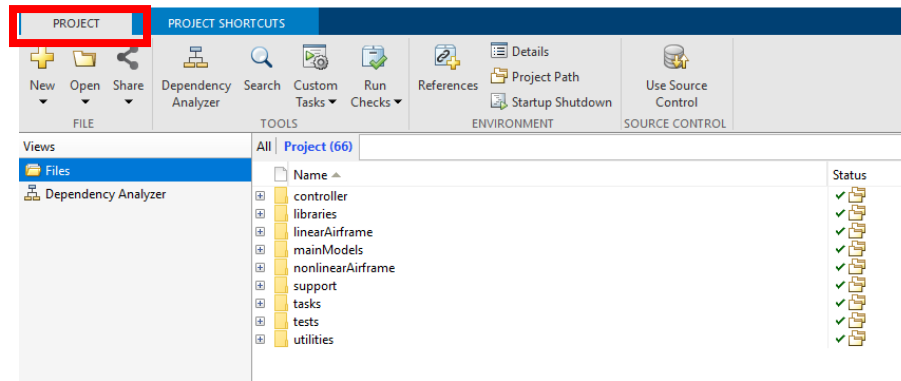 PROJECT
PROJECT SHORTCUTS
New
Open
Share
Dependency
Analyzer
Search
Custom
Tasks
Run
Checks
References
Details
Project Path
Startup Shutdown
Use Source
Control
FILE
TOOLS
ENVIRONMENT
SOURCE CONTROL
Views
All
Project (66)
Files
Dependency Analyzer
Name
Status
controller
libraries
linearAirframe
mainModels
nonlinearAirframe
support
tasks
tests
utilities